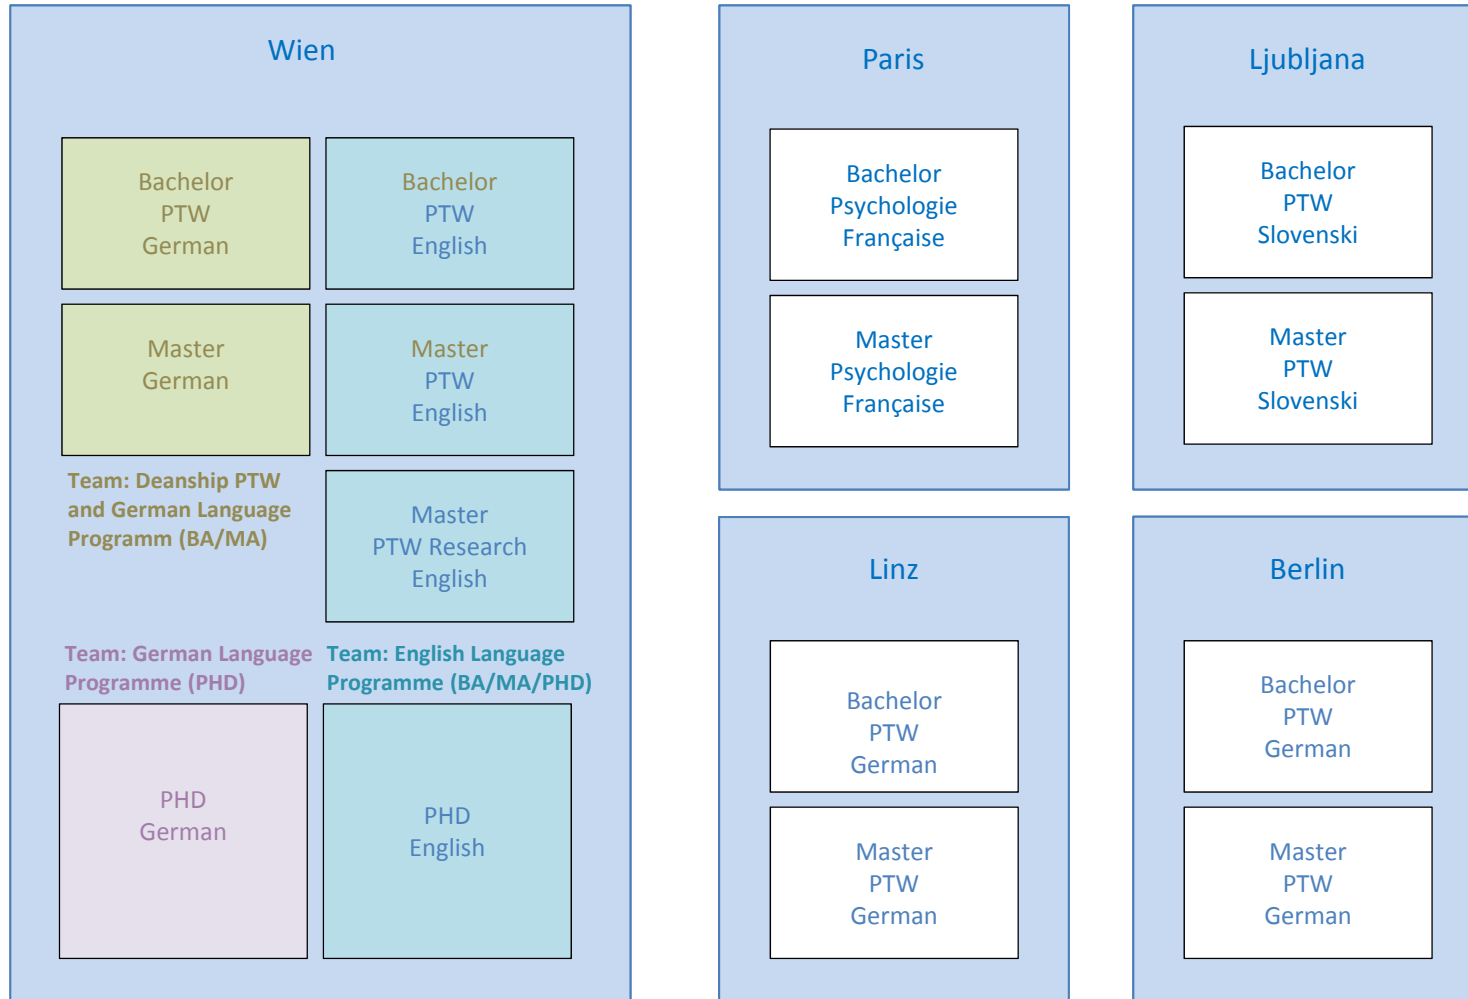 Wien
Bachelor
PTW
German
Bachelor
PTW
English
Master
German
Master
PTW
English
Team: Deanship PTW
and German Language
Programm (BA/MA)
Master
PTW Research
English
Team: German Language
Programme (PHD)
Team: English Language
Programme (BA/MA/PHD)
PHD
German
PHD
English
Paris
Bachelor
Psychologie
Française
Master
Psychologie
Française
Ljubljana
Bachelor
PTW
Slovenski
Master
PTW
Slovenski
Linz
Bachelor
PTW
German
Master
PTW
German
Berlin
Bachelor
PTW
German
Master
PTW
German